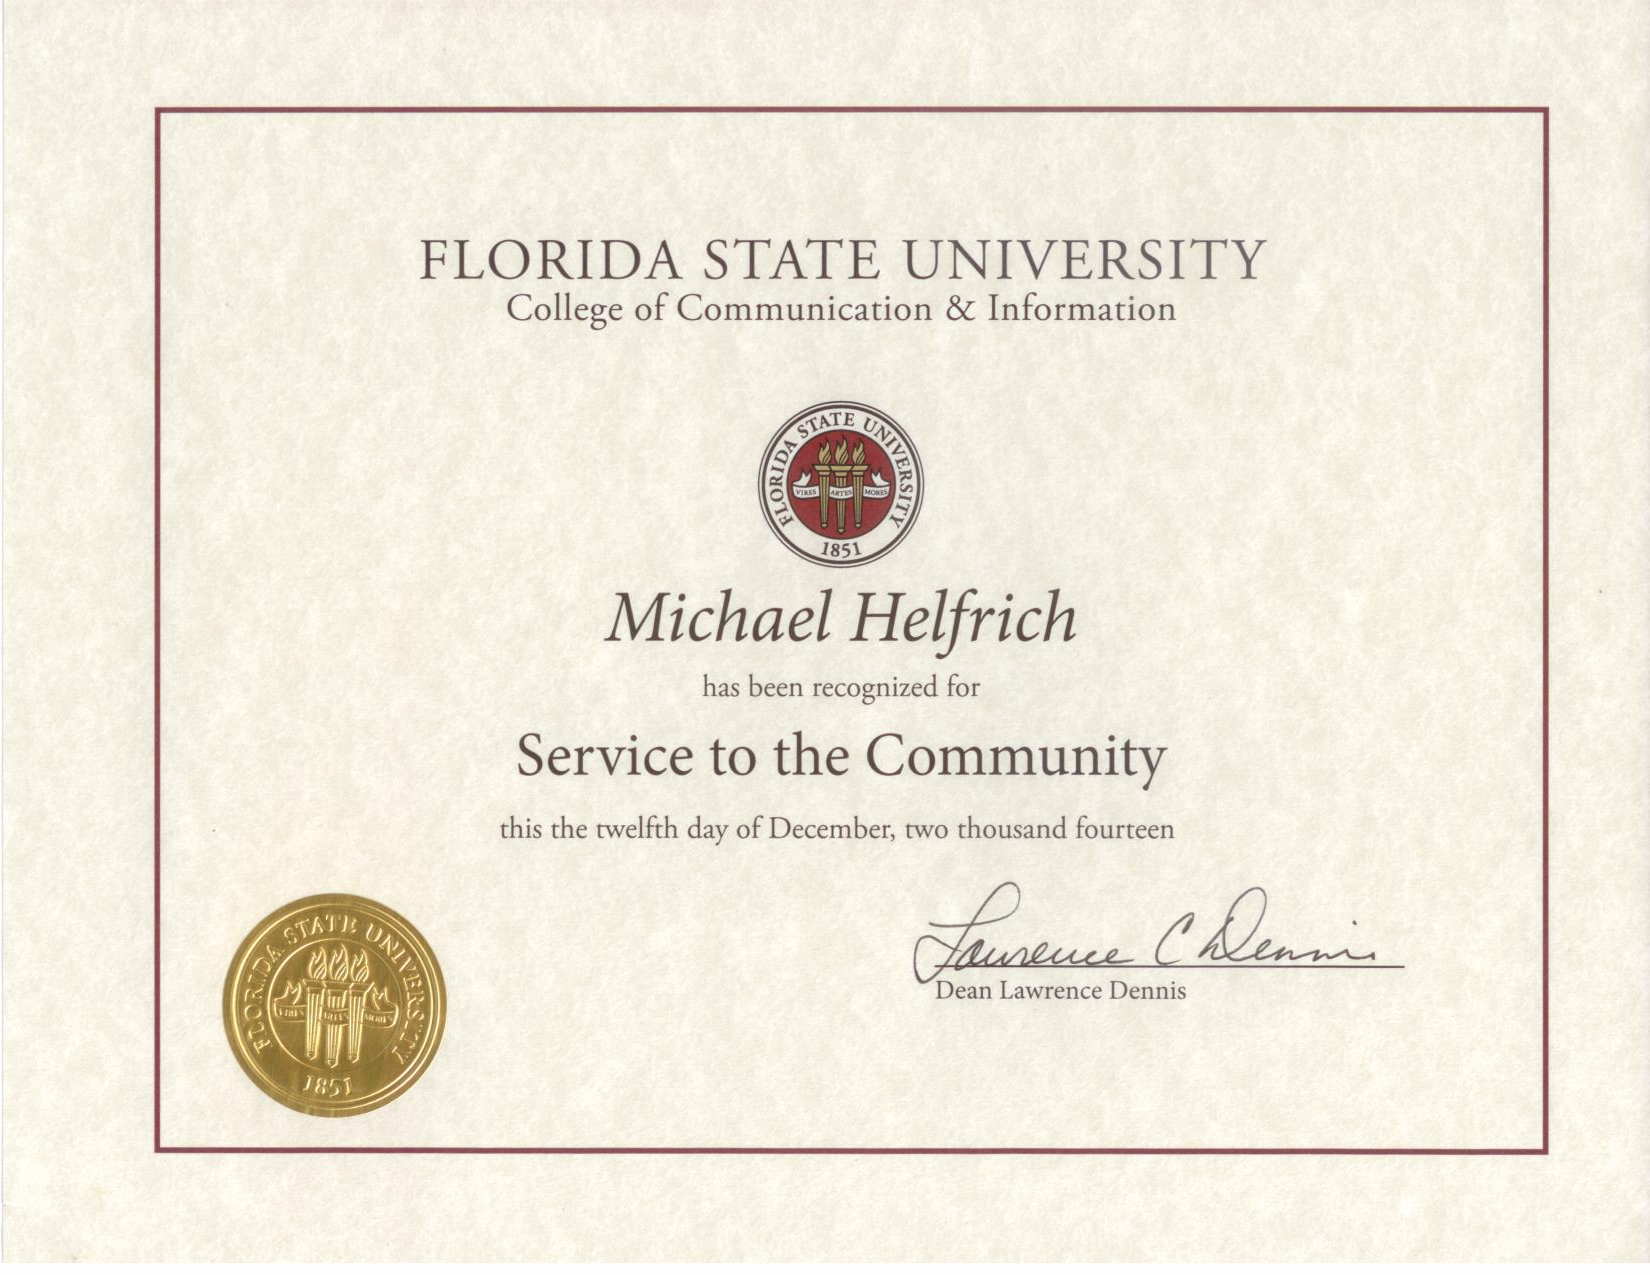 FLORIDA STATE UNIVERSITY
College of Communication & Information
FLORIDA STATE UNIVERSITY
VIRES ARTES MORES
1851
Michael Helfrich
has been recognized for
Service to the Community
this the twelfth day of December, two thousand fourteen
Lawrence C Dennis
Dean Lawrence Dennis
FLORIDA STATE UNIVERSITY
VIRES ARTES MORES
1851